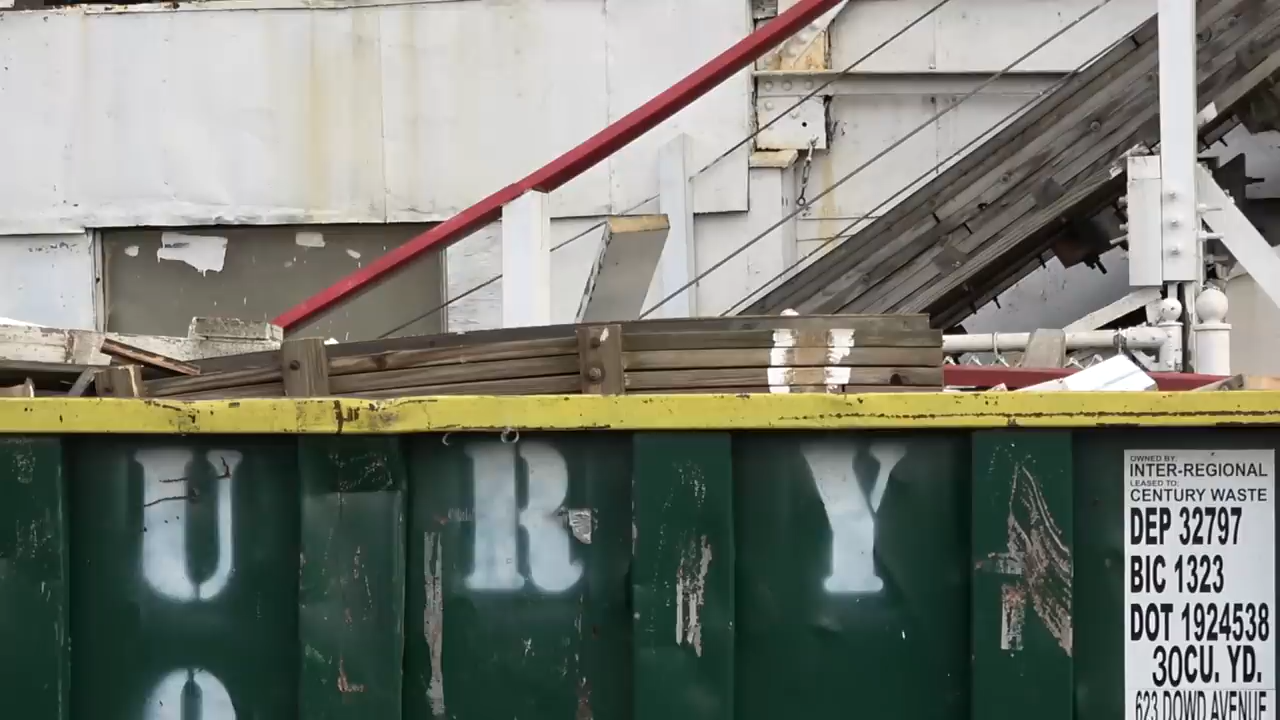 URY
OWNED BY:
INTER-REGIONAL
LEASED TO:
CENTURY WASTE
DEP 32797
BIC 1323
DOT 1924538
30CU. YD.
623 DOWD AVENUE